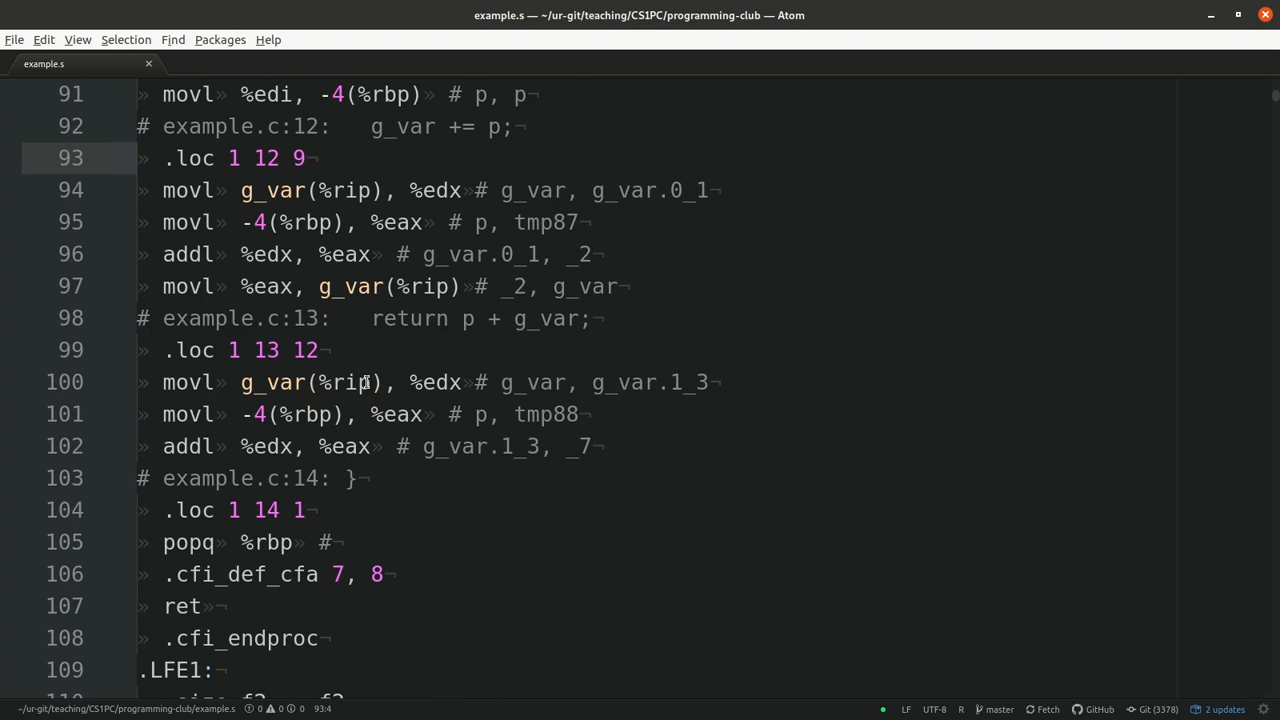 example.s — ~/ur-git/teaching/CS1PC/programming-club — Atom
File Edit View Selection Find Packages Help
example.s
91 » movl» %edi, -4(%rbp)» # p, p¬
92 # example.c:12:   g_var += p;¬
93 » .loc 1 12 9¬
94 » movl» g_var(%rip), %edx»# g_var, g_var.0_1¬
95 » movl» -4(%rbp), %eax» # p, tmp87¬
96 » addl» %edx, %eax» # g_var.0_1, _2¬
97 » movl» %eax, g_var(%rip)»# _2, g_var¬
98 # example.c:13:   return p + g_var;¬
99 » .loc 1 13 12¬
100 » movl» g_var(%rip), %edx»# g_var, g_var.1_3¬
101 » movl» -4(%rbp), %eax» # p, tmp88¬
102 » addl» %edx, %eax» # g_var.1_3, _7¬
103 # example.c:14: }¬
104 » .loc 1 14 1¬
105 » popq» %rbp» #¬
106 » .cfi_def_cfa 7, 8¬
107 » ret»¬
108 » .cfi_endproc¬
109 .LFE1:¬
~/ur-git/teaching/CS1PC/programming-club/example.s 0 0 0 93:4 LF UTF-8 R master Fetch GitHub Git (3378) 2 updates